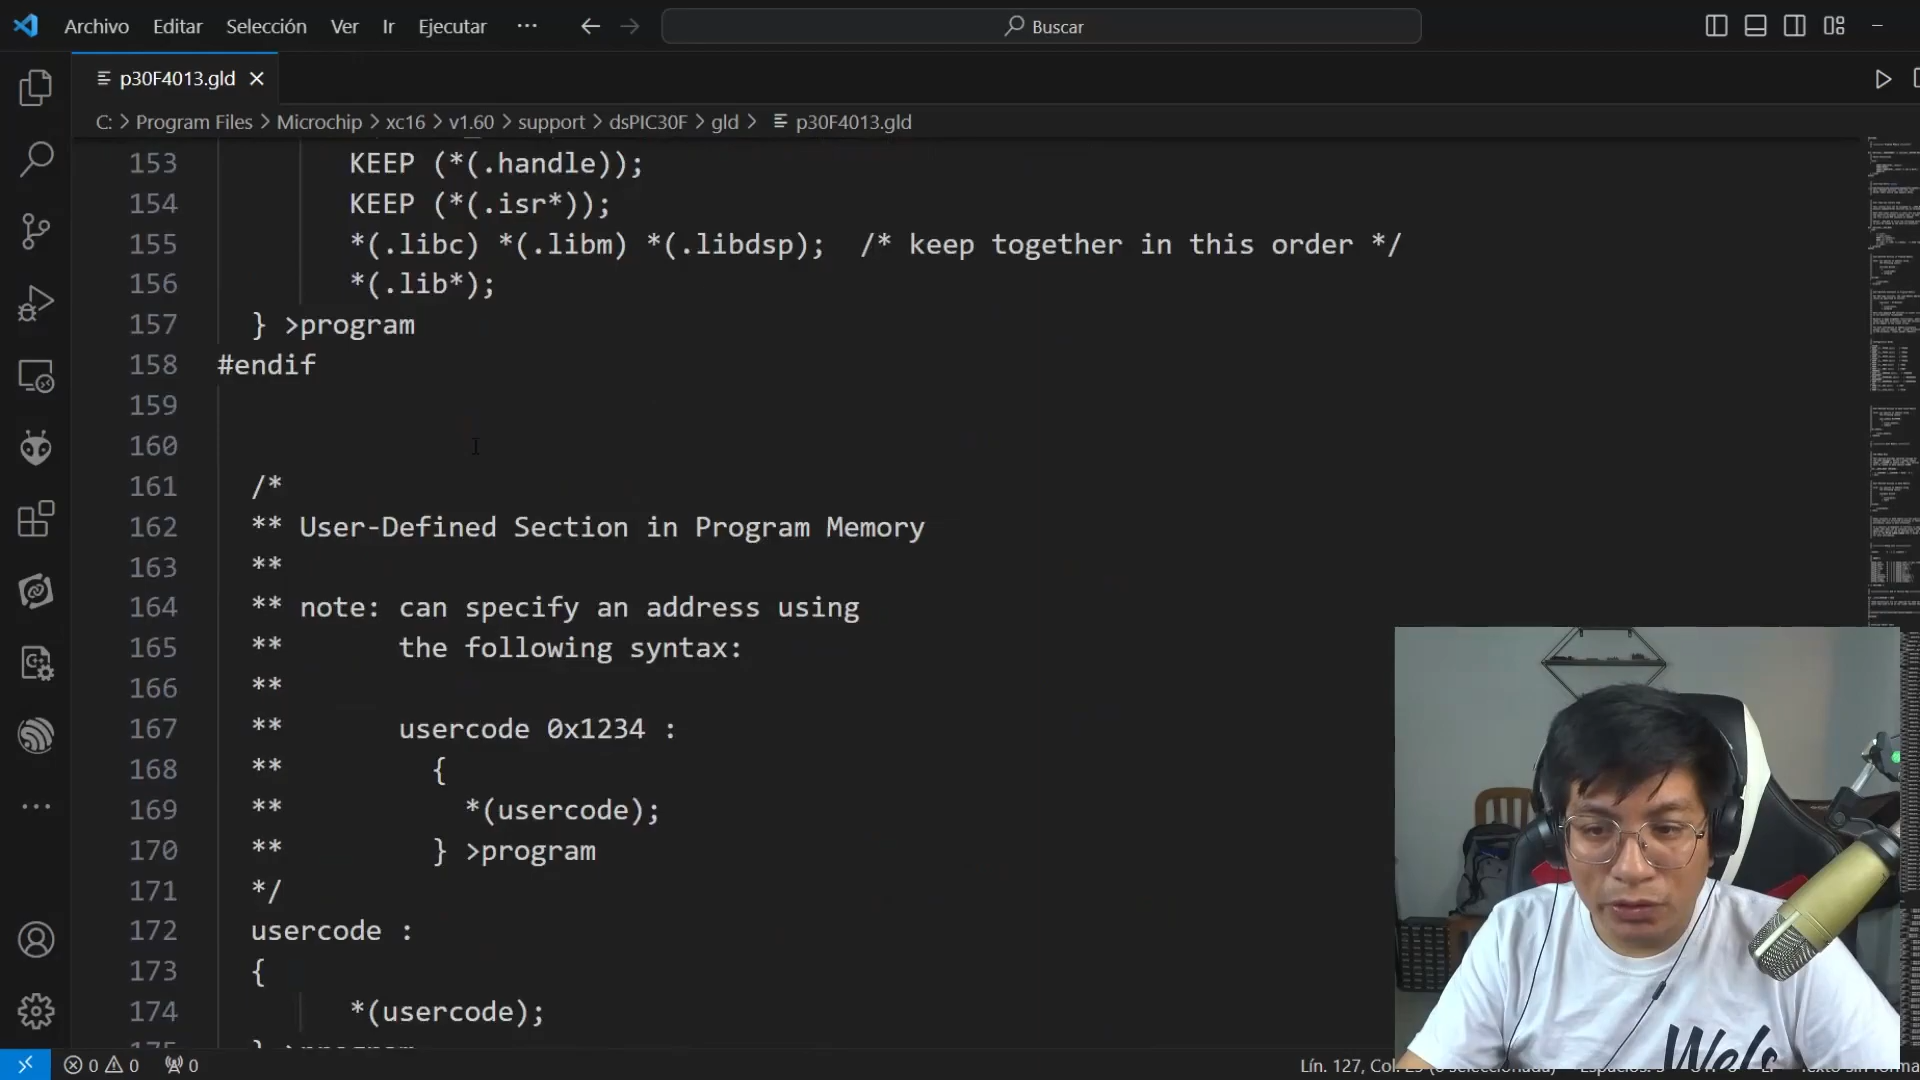 Archivo Editar Selección Ver Ir Ejecutar ··· Buscar
p30F4013.gld
C: > Program Files > Microchip > xc16 > v1.60 > support > dsPIC30F > gld > p30F4013.gld
153 KEEP (*(.handle));
154 KEEP (*(.isr*));
155 *(.libc) *(.libm) *(.libdsp); /* keep together in this order */
156 *(.lib*);
157 } >program
158 #endif
159
160
161 /*
162 ** User-Defined Section in Program Memory
163 **
164 ** note: can specify an address using
165 ** the following syntax:
166 **
167 ** usercode 0x1234 :
168 ** {
169 ** *(usercode);
170 ** } >program
171 */
172 usercode :
173 {
174 *(usercode);
175 } >program
0 0 0 Lín. 127, Col.
Wels